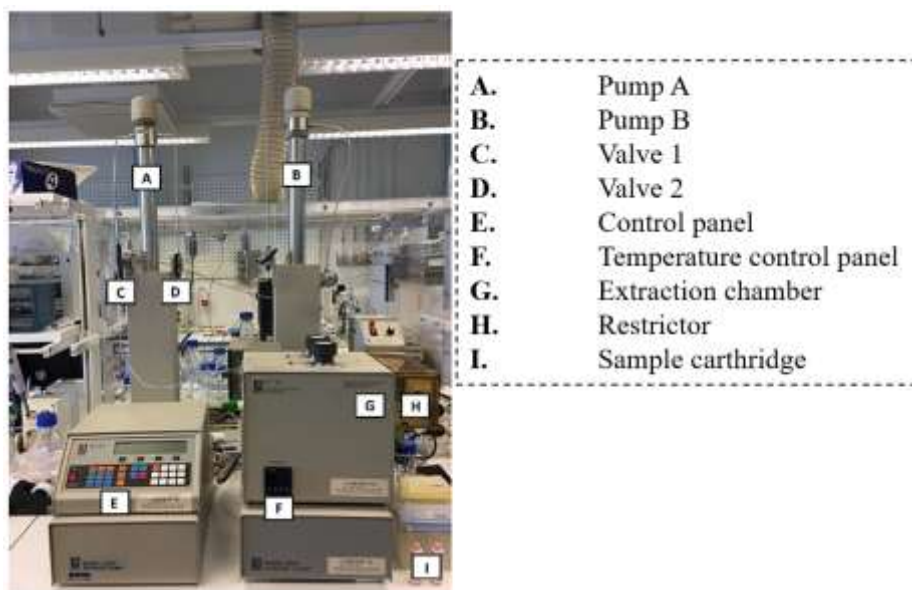 A
B
C
D
E
F
G
H
I
A. Pump A
B. Pump B
C. Valve 1
D. Valve 2
E. Control panel
F. Temperature control panel
G. Extraction chamber
H. Restrictor
I. Sample carthridge